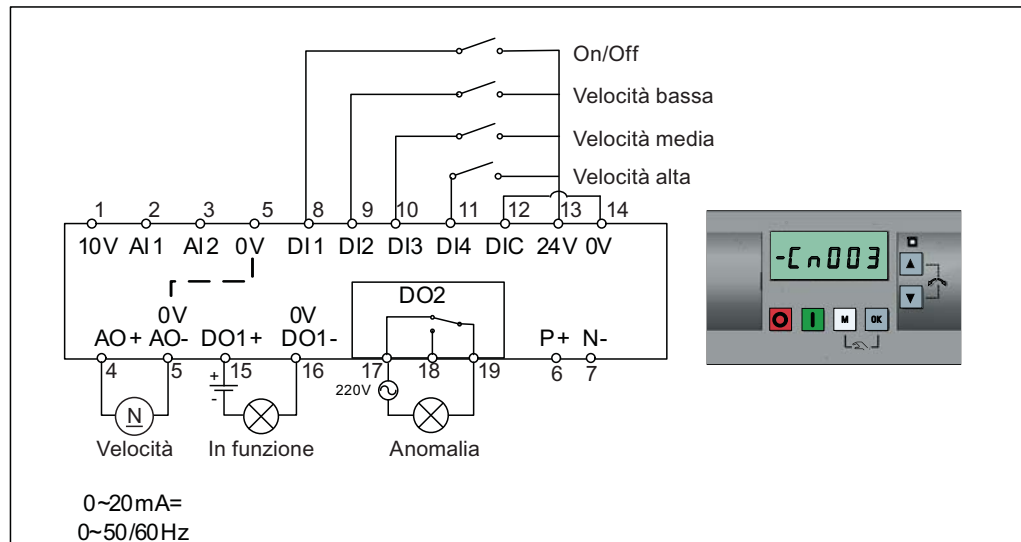 On/Off
Velocità bassa
Velocità media
Velocità alta
1 2 3 5 8 9 10 11 12 13 14
10V AI1 AI2 0V DI1 DI2 DI3 DI4 DIC 24V 0V
-Cn003
DO2
0V 0V
AO+ AO- DO1+ DO1- P+ N-
4 5 15 16 17 18 19 6 7
+
-
220V
N
M OK
Velocità In funzione Anomalia
0~20mA=
0~50/60Hz